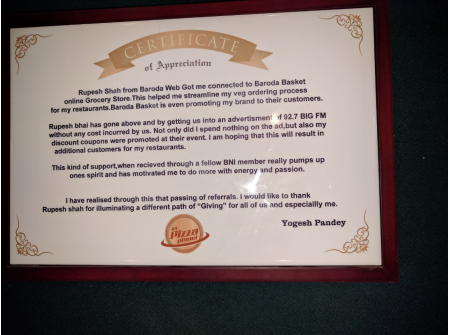 CERTIFICATE
of Appreciation
Rupesh Shah from Baroda Web Got me connected to Baroda Basket
online Grocery Store.This helped me streamline my veg ordering process
for my restaurants.Baroda Basket is even promoting my brand to their customers.
Rupesh bhai has gone above and by getting us into an advertisment of 92.7 BIG FM
without any cost incurred by us. Not only did I spend nothing on the ad,but also my
discount coupons were promoted at their event. I am hoping that this will result in
additional customers for my restaurants.
This kind of support,when recieved through a fellow BNI member really pumps up
ones spirit and has motivated me to do more with energy and passion.
I have realised through this that passing of referrals. I would like to thank
Rupesh shah for illuminating a different path of "Giving" for all of us and especiallly me.
Pizza
planet
Yogesh Pandey